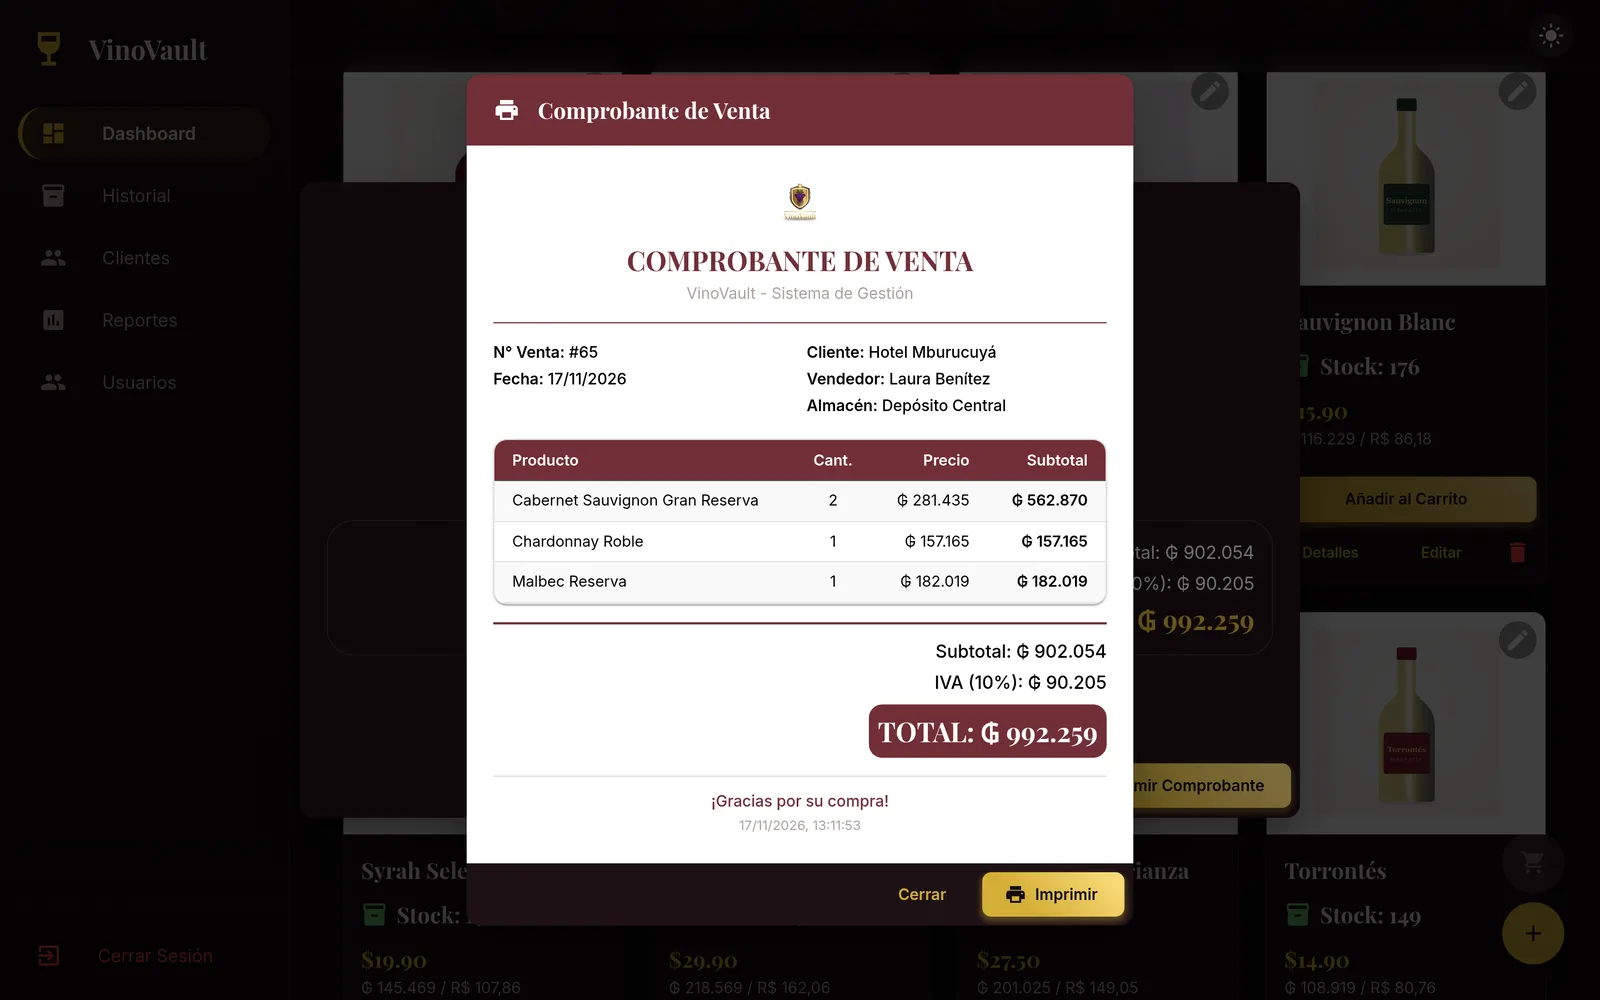 VinoVault
Dashboard
Historial
Clientes
Reportes
Usuarios
Cerrar Sesión
Comprobante de Venta
VinoVault
COMPROBANTE DE VENTA
VinoVault - Sistema de Gestión
N° Venta: #65
Fecha: 17/11/2026
Cliente: Hotel Mburucuyá
Vendedor: Laura Benítez
Almacén: Depósito Central
Producto Cant. Precio Subtotal
Cabernet Sauvignon Gran Reserva 2 ₲ 281.435 ₲ 562.870
Chardonnay Roble 1 ₲ 157.165 ₲ 157.165
Malbec Reserva 1 ₲ 182.019 ₲ 182.019
Subtotal: ₲ 902.054
IVA (10%): ₲ 90.205
TOTAL: ₲ 992.259
¡Gracias por su compra!
17/11/2026, 13:11:53
Cerrar
Imprimir
tal: ₲ 902.054
0%): ₲ 90.205
₲ 992.259
mir Comprobante
Sauvignon
auvignon Blanc
Stock: 176
15.90
116.229 / R$ 86,18
Añadir al Carrito
Detalles Editar
Torrontés
Syrah Sele
Stock:
$19.90
₲ 145.469 / R$ 107,86
$29.90
₲ 218.569 / R$ 162,06
ianza
$27.50
₲ 201.025 / R$ 149,05
Torrontés
Stock: 149
$14.90
₲ 108.919 / R$ 80,76